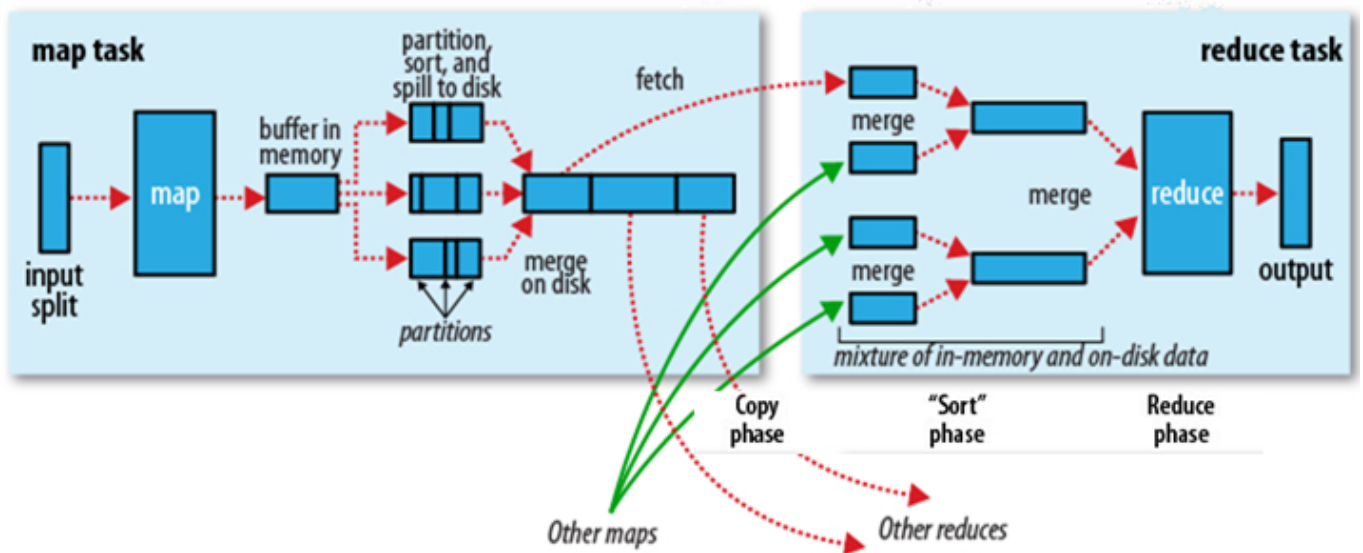 map task
partition,
sort, and
spill to disk
fetch
buffer in
memory
map
input
split
merge
on disk
partitions
reduce task
merge
merge
merge
reduce
output
mixture of in-memory and on-disk data
Copy
phase
“Sort”
phase
Reduce
phase
Other maps
Other reduces